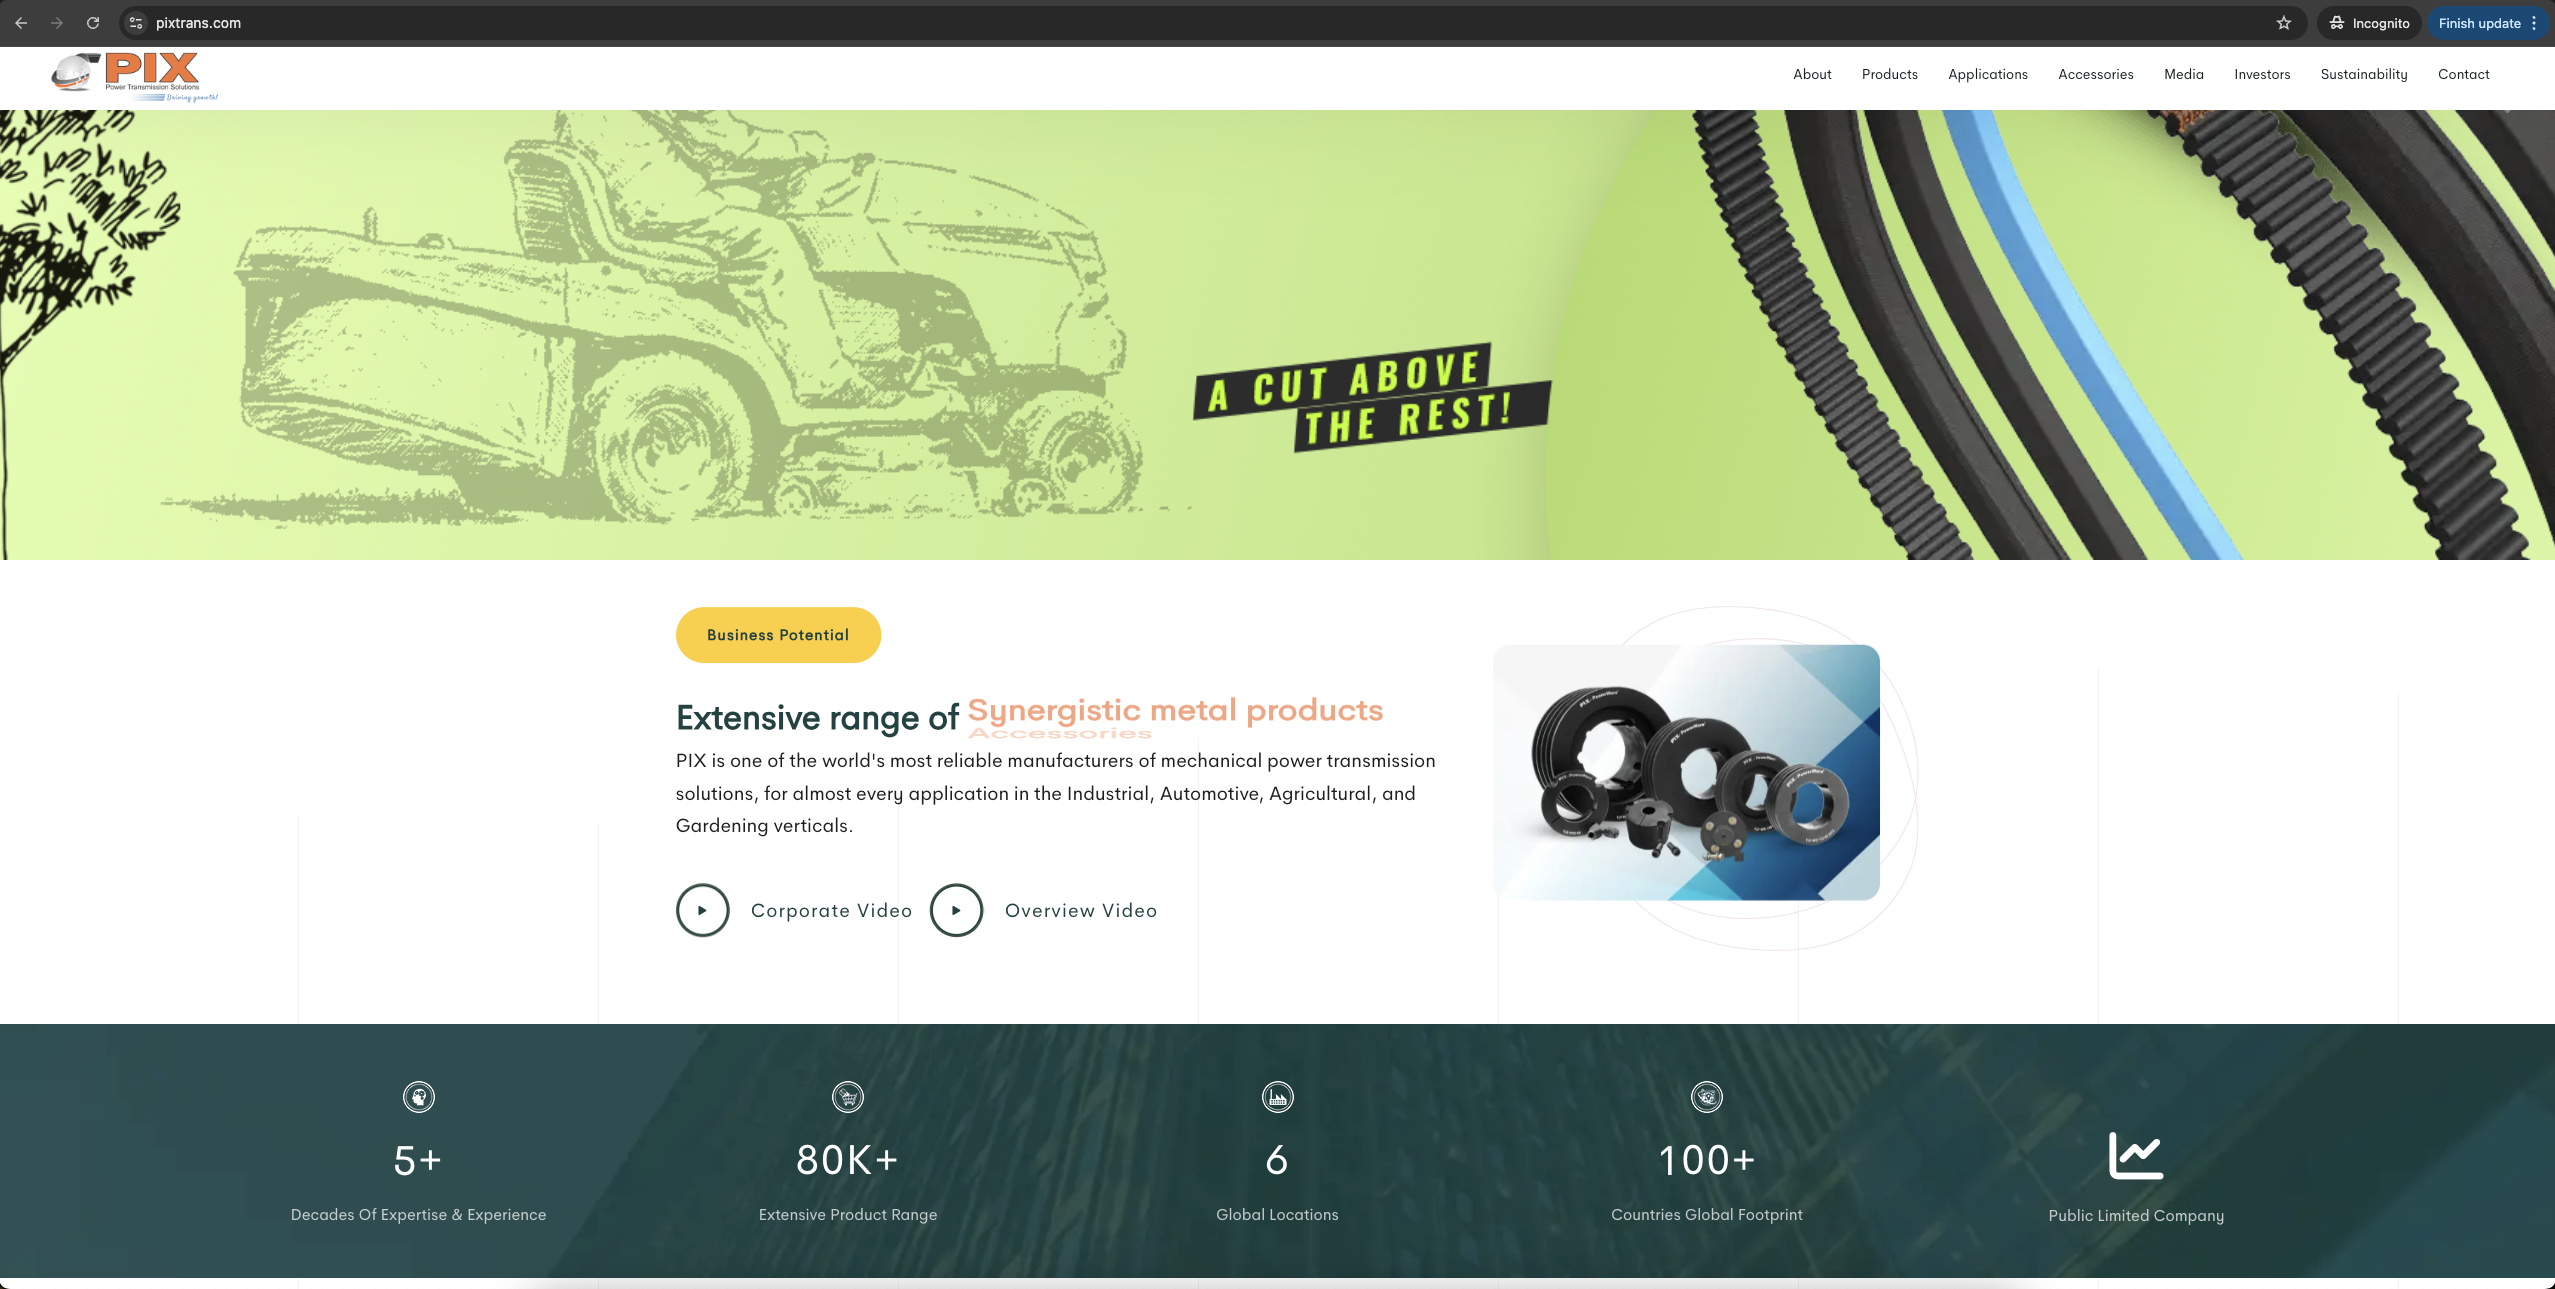 pixtrans.com
Incognito
Finish update
PIX
Power Transmission Solutions
Driving growth!
About
Products
Applications
Accessories
Media
Investors
Sustainability
Contact
A CUT ABOVE
THE REST!
Business Potential
Extensive range of Synergistic metal products
Accessories
PIX is one of the world's most reliable manufacturers of mechanical power transmission
solutions, for almost every application in the Industrial, Automotive, Agricultural, and
Gardening verticals.
Corporate Video
Overview Video
5+
Decades Of Expertise & Experience
80K+
Extensive Product Range
6
Global Locations
100+
Countries Global Footprint
Public Limited Company